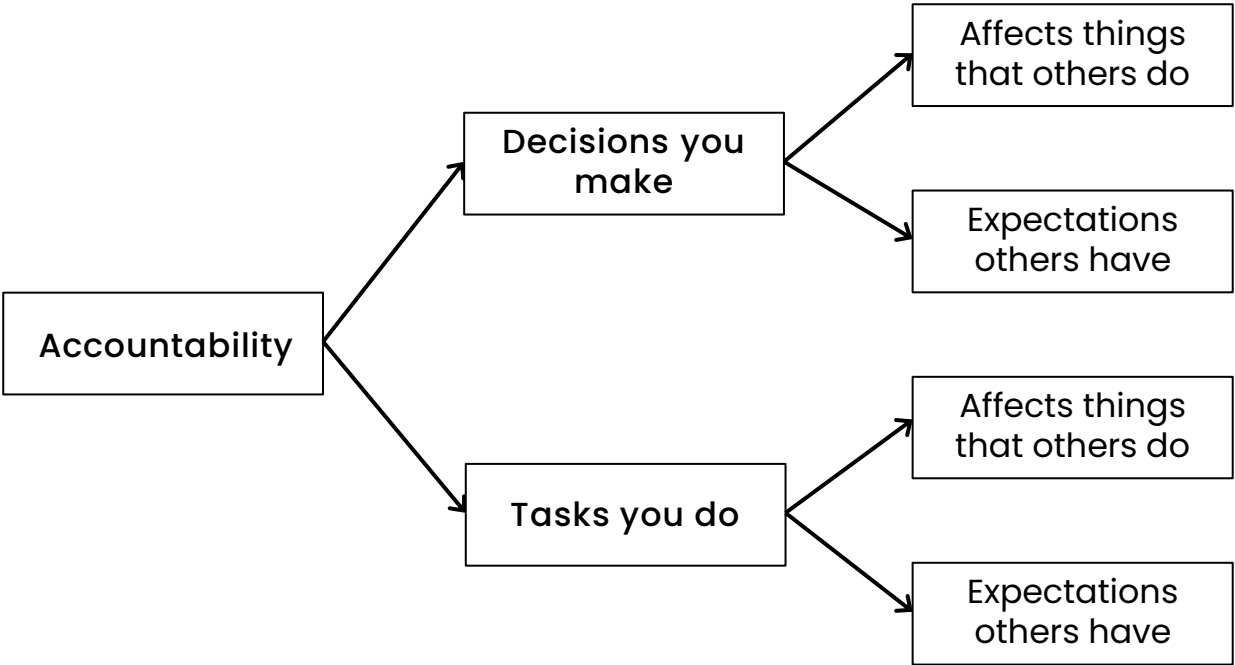 Accountability
Decisions you
make
Affects things
that others do
Expectations
others have
Tasks you do
Affects things
that others do
Expectations
others have